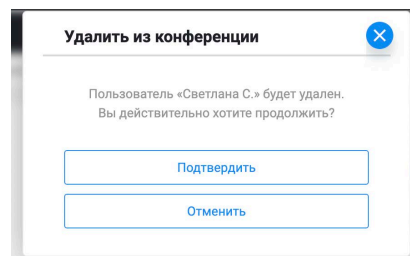 Удалить из конференции
Пользователь «Светлана С.» будет удален.
Вы действительно хотите продолжить?
Подтвердить
Отменить